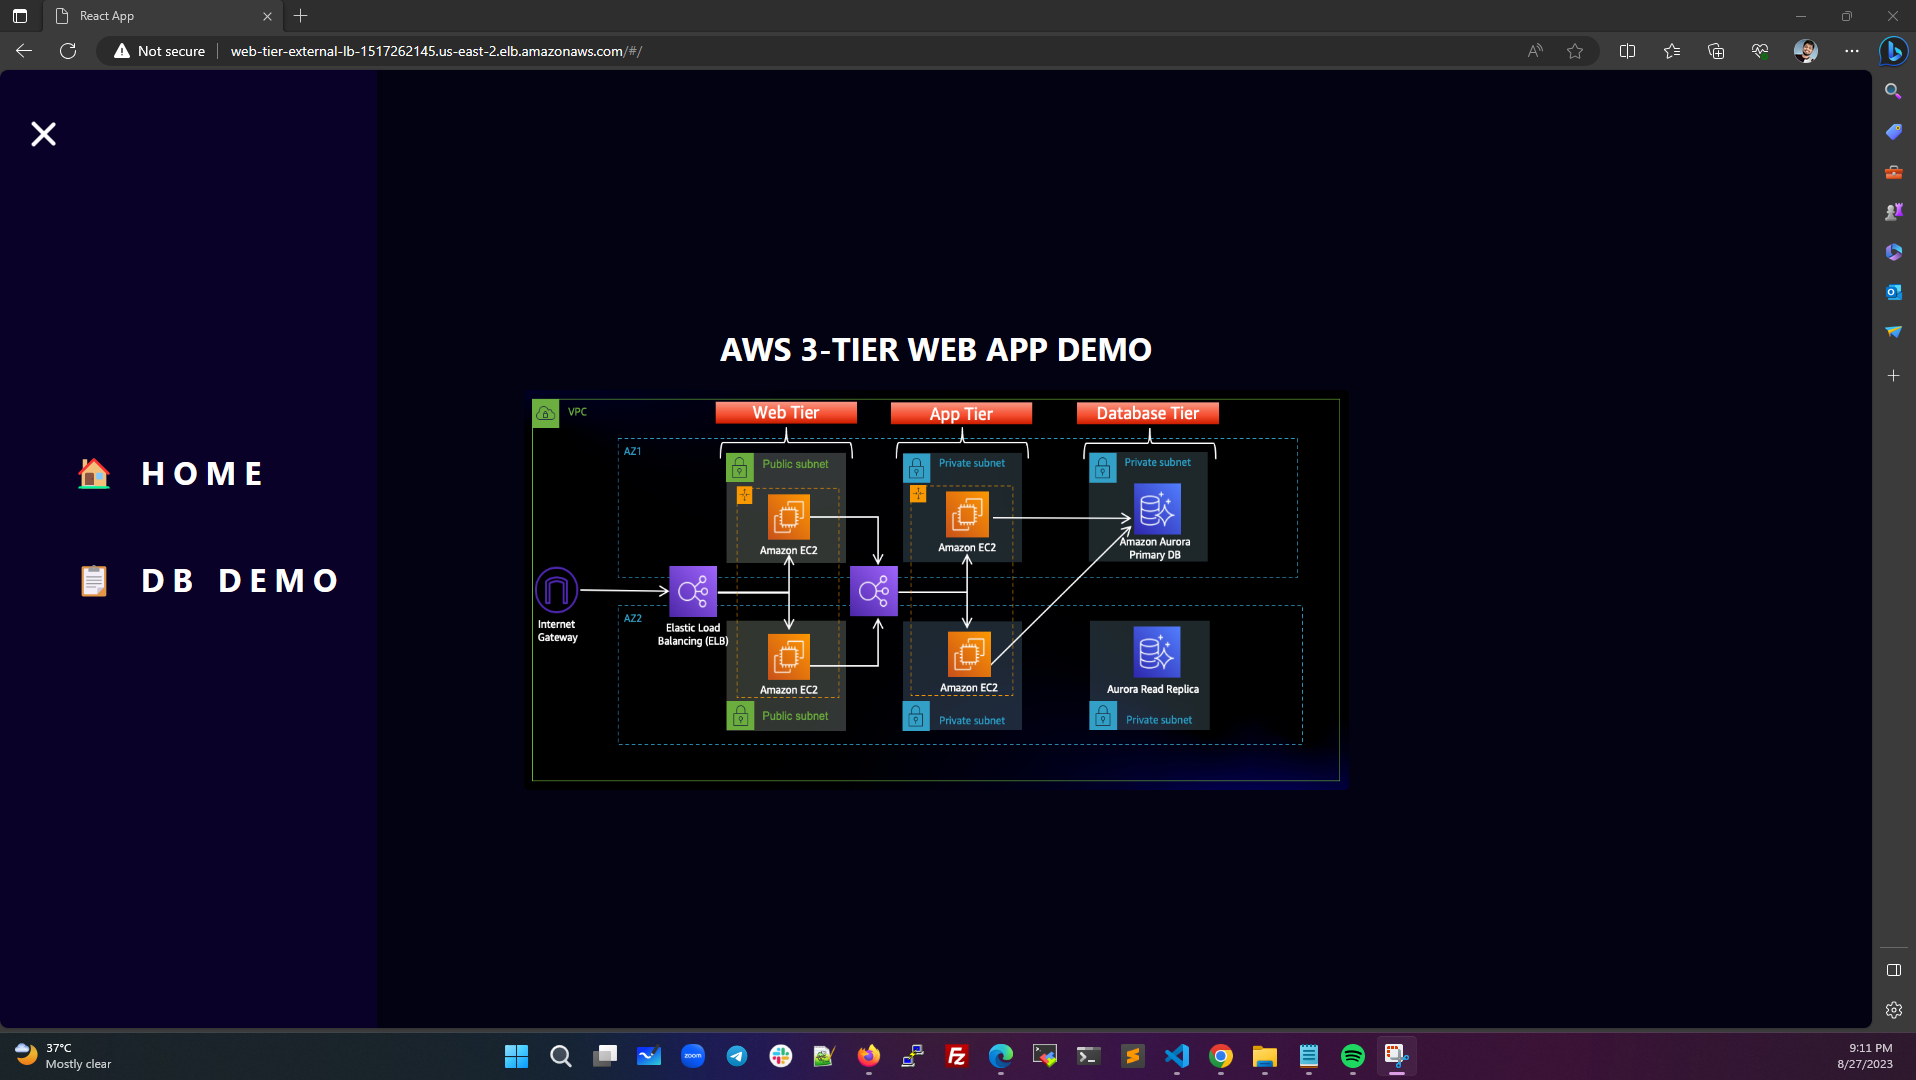 React App
Not secure
web-tier-external-lb-1517262145.us-east-2.elb.amazonaws.com/#/
HOME
DB DEMO
AWS 3-TIER WEB APP DEMO
VPC
Web Tier
App Tier
Database Tier
AZ1
Public subnet
Private subnet
Private subnet
Amazon EC2
Amazon EC2
Amazon Aurora
Primary DB
Internet
Gateway
Elastic Load
Balancing (ELB)
AZ2
Amazon EC2
Amazon EC2
Aurora Read Replica
Public subnet
Private subnet
Private subnet
37°C
Mostly clear
zoom
9:11 PM
8/27/2023